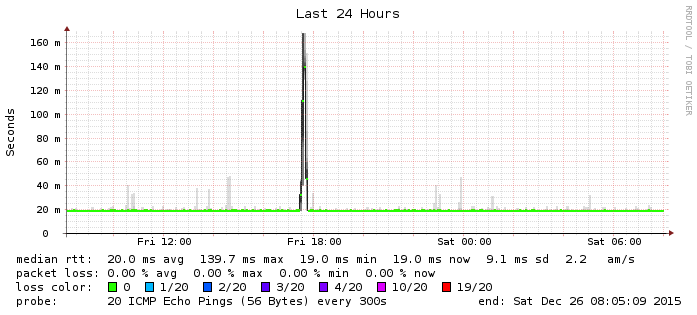 Last 24 Hours
RRDTOOL / TOBI OETIKER
Seconds
160 m
140 m
120 m
100 m
80 m
60 m
40 m
20 m
0
Fri 12:00 Fri 18:00 Sat 00:00 Sat 06:00
median rtt: 20.0 ms avg 139.7 ms max 19.0 ms min 19.0 ms now 9.1 ms sd 2.2 am/s
packet loss: 0.00 % avg 0.00 % max 0.00 % min 0.00 % now
loss color: 0 1/20 2/20 3/20 4/20 10/20 19/20
probe: 20 ICMP Echo Pings (56 Bytes) every 300s end: Sat Dec 26 08:05:09 2015